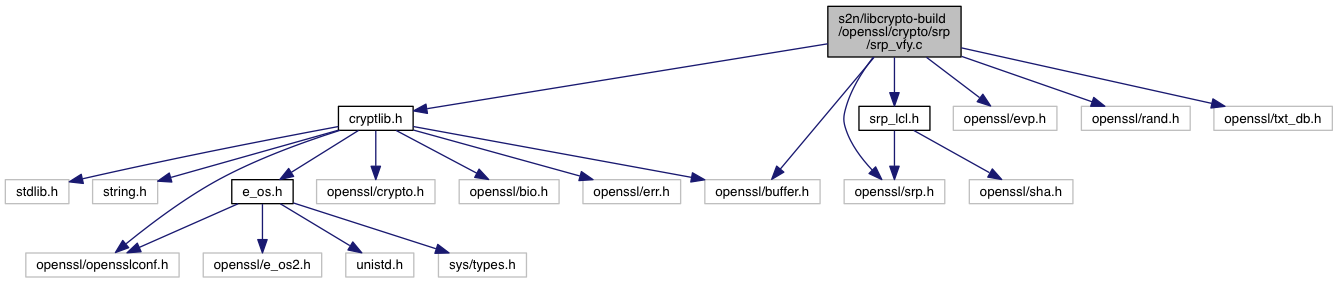 s2n/libcrypto-build
/openssl/crypto/srp
/srp_vfy.c
cryptlib.h
srp_lcl.h
openssl/evp.h
openssl/rand.h
openssl/txt_db.h
stdlib.h
string.h
e_os.h
openssl/crypto.h
openssl/bio.h
openssl/err.h
openssl/buffer.h
openssl/srp.h
openssl/sha.h
openssl/opensslconf.h
openssl/e_os2.h
unistd.h
sys/types.h